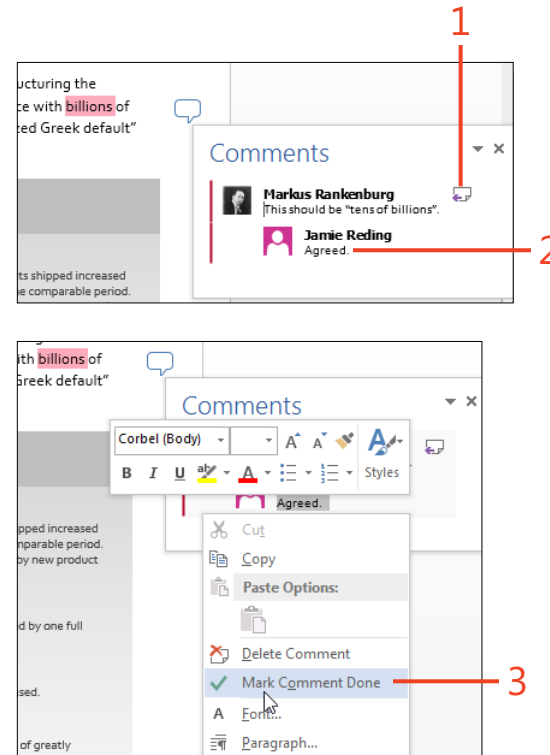 1
ucturing the
ce with billions of
zed Greek default”
Comments
Markus Rankenburg
This should be “tens of billions”.
Jamie Reding
Agreed.
2
ts shipped increased
e comparable period.
ith billions of
Greek default”
Comments
Corbel (Body)
A A A Styles
B I U aby A
Agreed.
pped increased
nparable period.
by new product
Cut
Copy
Paste Options:
d by one full
Delete Comment
Mark Comment Done
3
sed.
A Font...
of greatly
Paragraph...